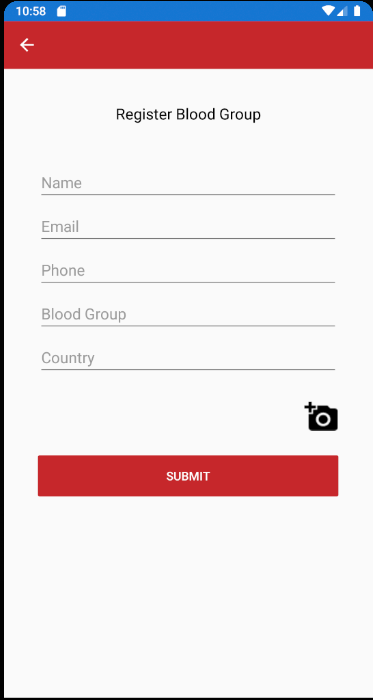 10:58
Register Blood Group
Name
Email
Phone
Blood Group
Country
SUBMIT